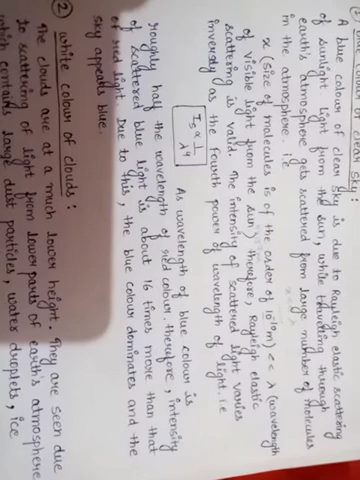 ① blue colour of clear sky :
A blue colour of clear sky is due to Rayleigh elastic scattering
of sunlight light from the sun, while travelling through
earth's atmosphere gets scattered from large number of molecules
in the atmosphere. i.e
x (size of molecules is of the order of 10⁻¹⁰m) << λ (wavelength
of visible light from the sun) therefore, Rayleigh elastic
scattering is valid. The intensity of scattered light varies
inversly as the fourth power of wavelength of light. i.e
Is ∝ 1/λ⁴
As wavelength of blue colour is
roughly half the wavelength of red colour. therefore, intensity
of scattered blue light is about 16 times more than that
of red light. Due to this, the blue colour dominates and the
sky appears blue.
② white colour of clouds :
The clouds are at a much lower height. They are seen due
to scattering of light from lower parts of earth's atmosphere
which contains large dust particles, water droplets, ice